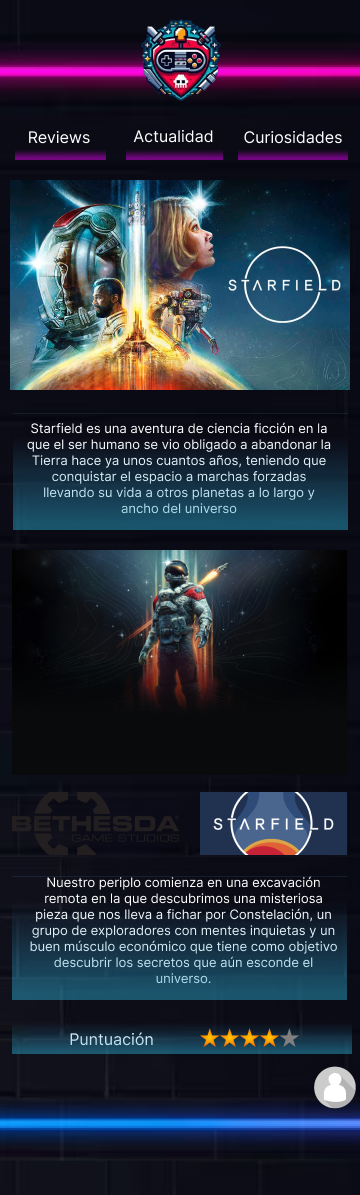 Reviews
Actualidad
Curiosidades
STARFIELD
Starfield es una aventura de ciencia ficción en la
que el ser humano se vio obligado a abandonar la
Tierra hace ya unos cuantos años, teniendo que
conquistar el espacio a marchas forzadas
llevando su vida a otros planetas a lo largo y
ancho del universo
BETHESDA
GAME STUDIOS
STARFIELD
Nuestro periplo comienza en una excavación
remota en la que descubrimos una misteriosa
pieza que nos lleva a fichar por Constelación, un
grupo de exploradores con mentes inquietas y un
buen músculo económico que tiene como objetivo
descubrir los secretos que aún esconde el
universo.
Puntuación